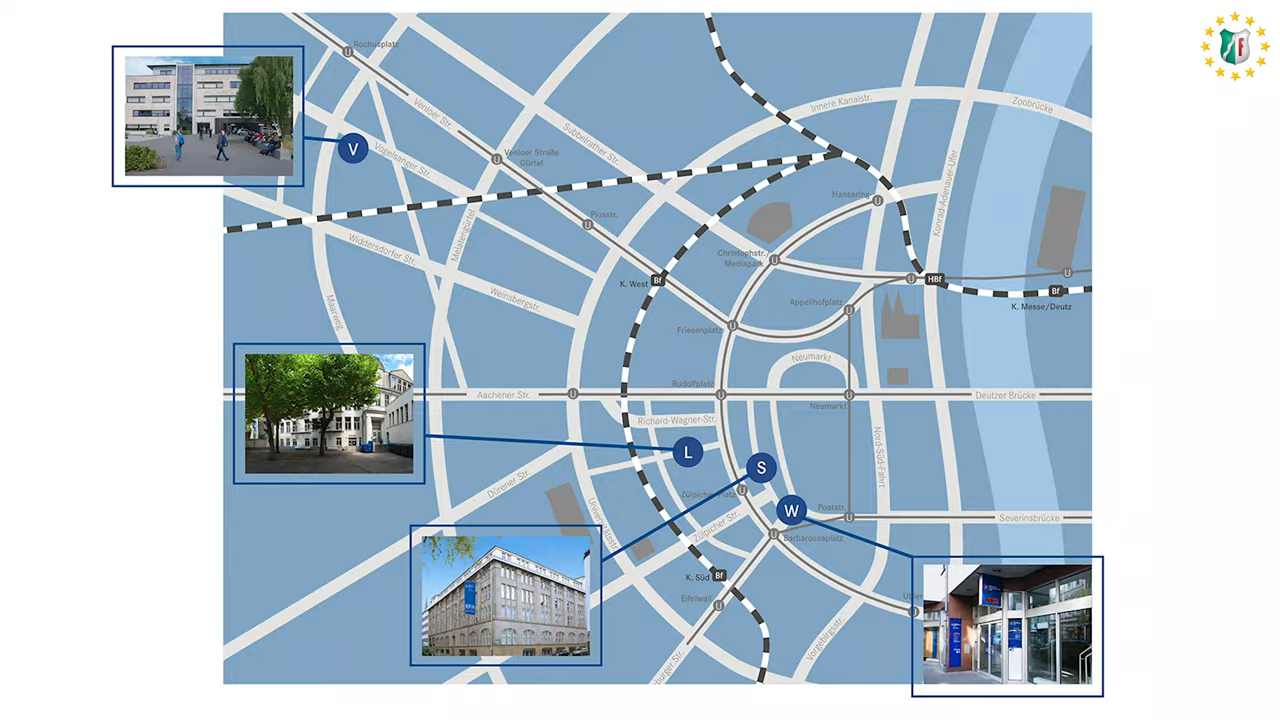 Rochusplatz
Venloer Str.
Innere Kanalstr.
Zoobrücke
Subbelrather Str.
V
Vogelsanger Str.
Venloer Straße
Gürtel
Konrad-Adenauer-Ufer
Hansaring
Piusstr.
Melatengürtel
Widdersdorfer Str.
Christophstr./
Mediapark
K. West
Bf
HBf
Bf
K. Messe/Deutz
Weinsbergstr.
Maarweg
Appellhofplatz
Friesenplatz
Neumarkt
Rudolfplatz
Aachener Str.
Deutzer Brücke
Neumarkt
Richard-Wagner-Str.
L
S
Nord-Süd-Fahrt
Dürener Str.
Universitätsstr.
Zülpicher Platz
W
Poststr.
Severinsbrücke
Zülpicher Str.
Barbarossaplatz
K. Süd
Bf
Eifelwall
RFH
Vorgebirgsstr.
F